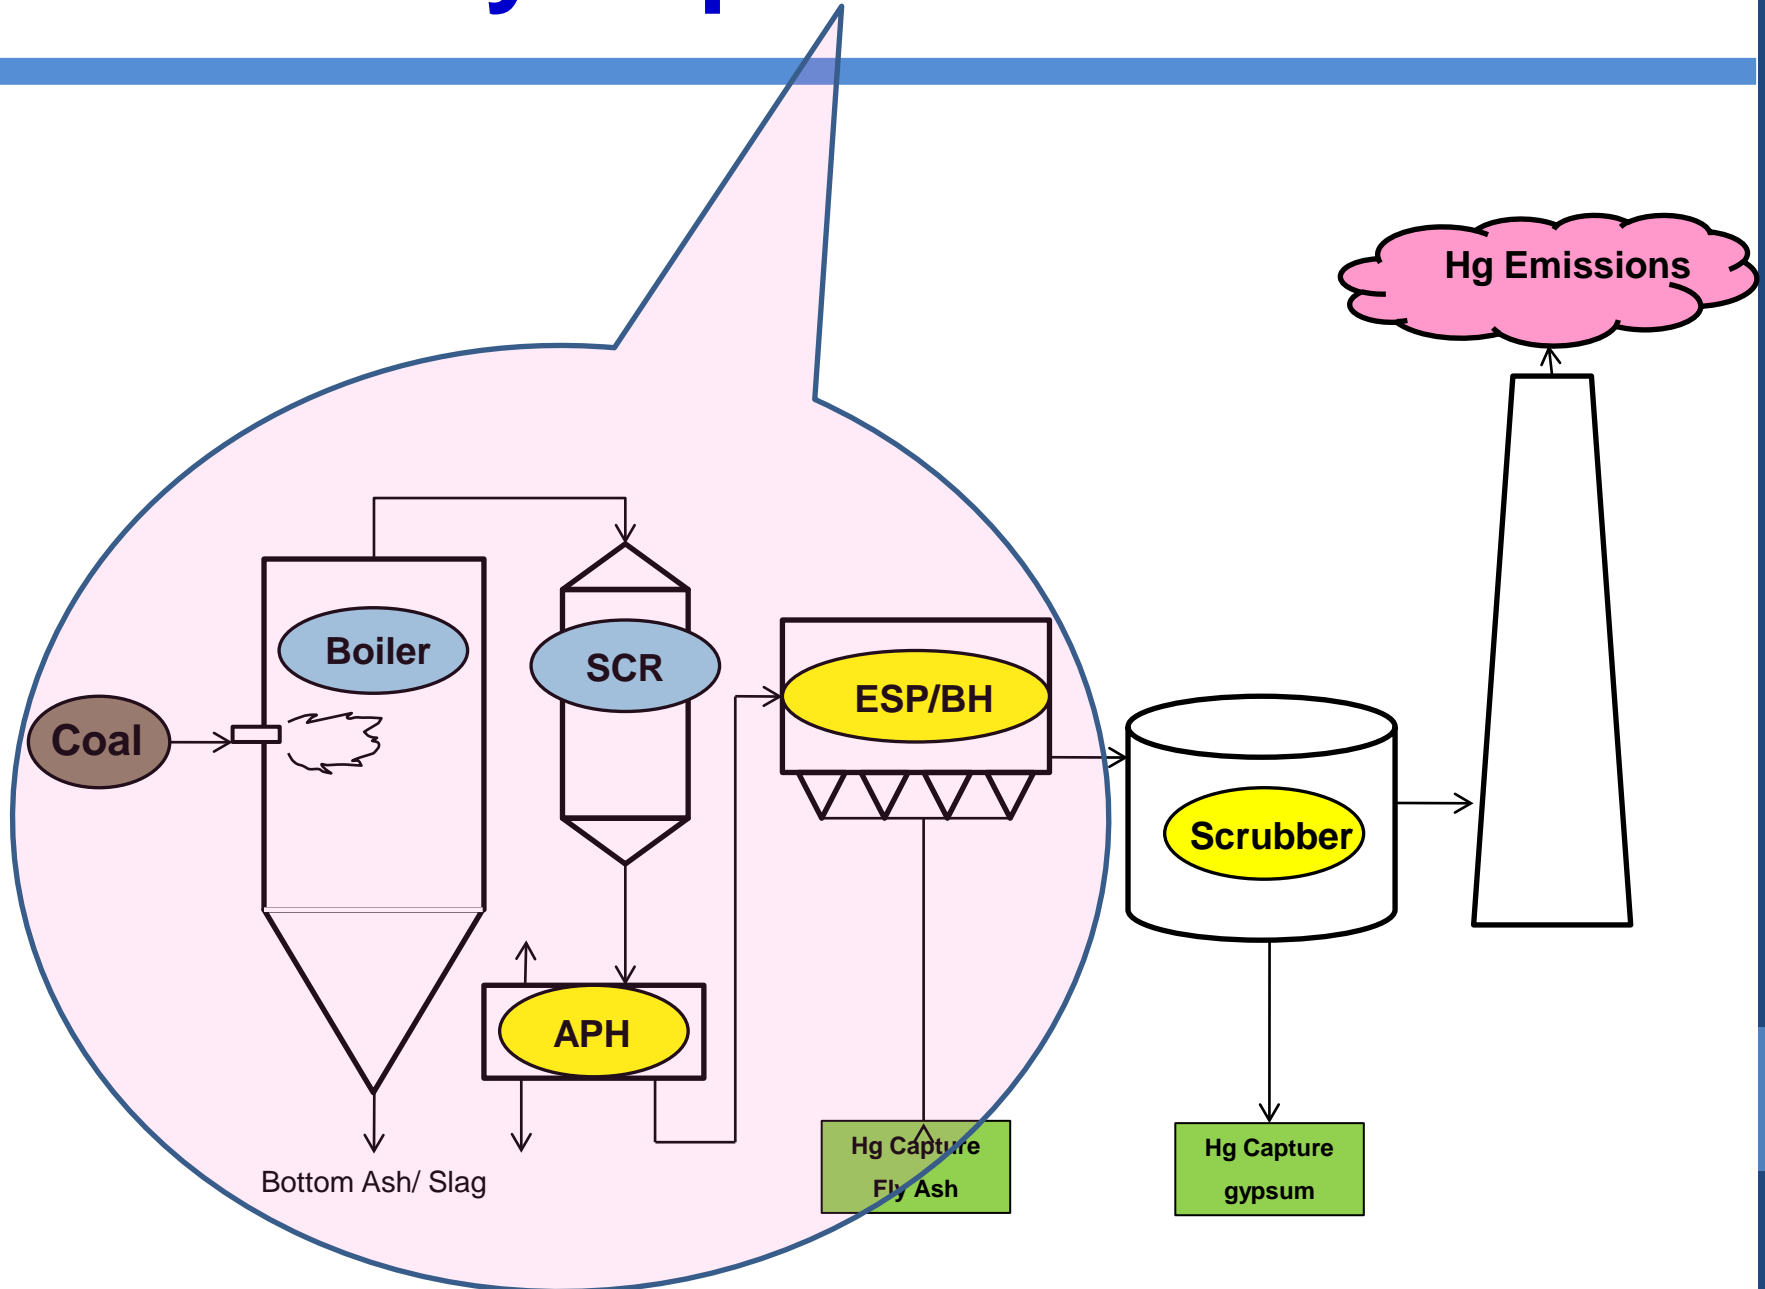 Hg Emissions
Boiler
SCR
ESP/BH
Coal
Scrubber
APH
Hg Capture
Fly Ash
Hg Capture
gypsum
Bottom Ash/ Slag